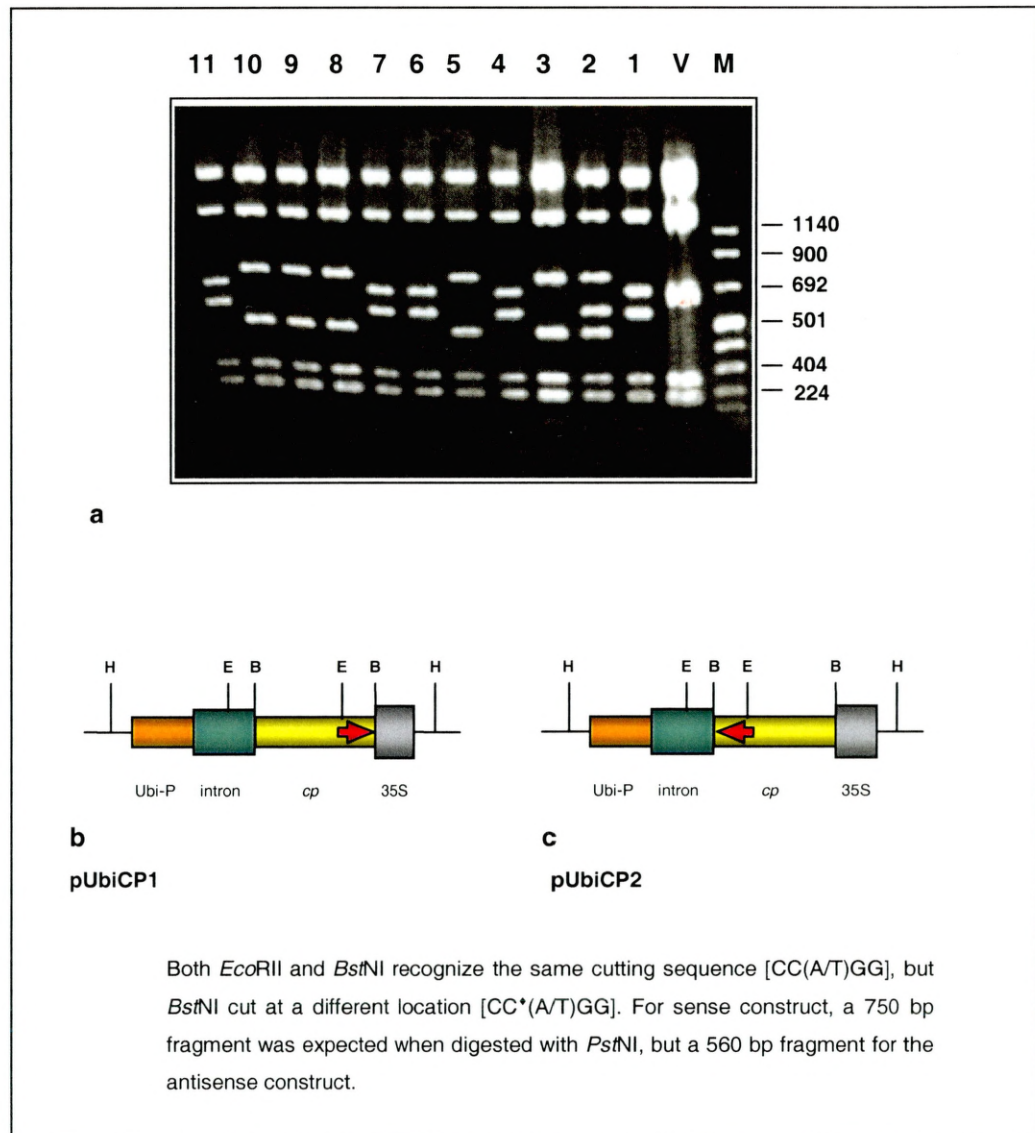 11 10 9 8 7 6 5 4 3 2 1 V M
1140
900
692
501
404
224
a
H E B E B H
H E B E B H
Ubi-P intron cp 35S
Ubi-P intron cp 35S
b
c
pUbiCP1
pUbiCP2
Both EcoRII and BstNI recognize the same cutting sequence [CC(A/T)GG], but
BstNI cut at a different location [CC♦(A/T)GG]. For sense construct, a 750 bp
fragment was expected when digested with PstNI, but a 560 bp fragment for the
antisense construct.